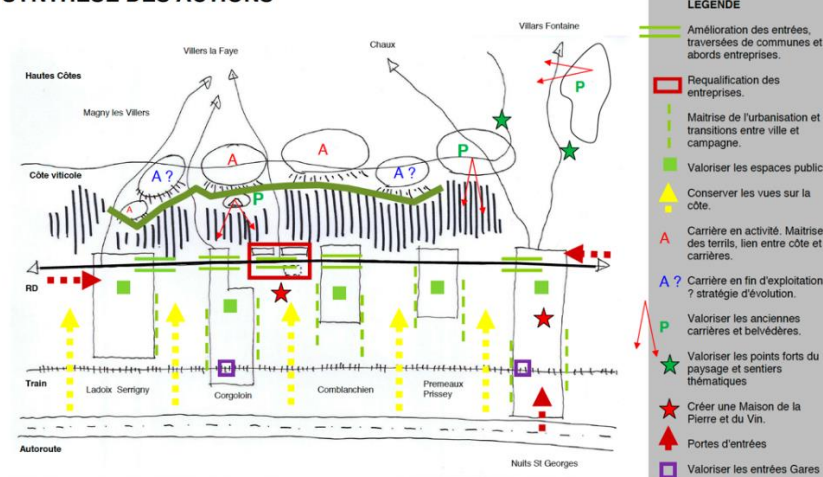 SYNTHÈSE DES ACTIONS
Villars Fontaine
Villers la Faye
Chaux
Hautes Côtes
Magny les Villers
P
A
A
P
A ?
A ?
Côte viticole
P
A
RD
Train
Ladoix Serrigny
Corgoloin
Comblanchien
Premeaux
Prissey
Autoroute
Nuits St Georges
LEGENDE
Amélioration des entrées,
traversées de communes et
abords entreprises.
Requalification des
entreprises.
Maitrise de l'urbanisation et
transitions entre ville et
campagne.
Valoriser les espaces public
Conserver les vues sur la
côte.
A
Carrière en activité. Maitrise
des terrils, lien entre côte et
carrières.
A ?
Carrière en fin d'exploitation
? stratégie d'évolution.
P
Valoriser les anciennes
carrières et belvédères.
Valoriser les points forts du
paysage et sentiers
thématiques
Créer une Maison de la
Pierre et du Vin.
Portes d'entrées
Valoriser les entrées Gares